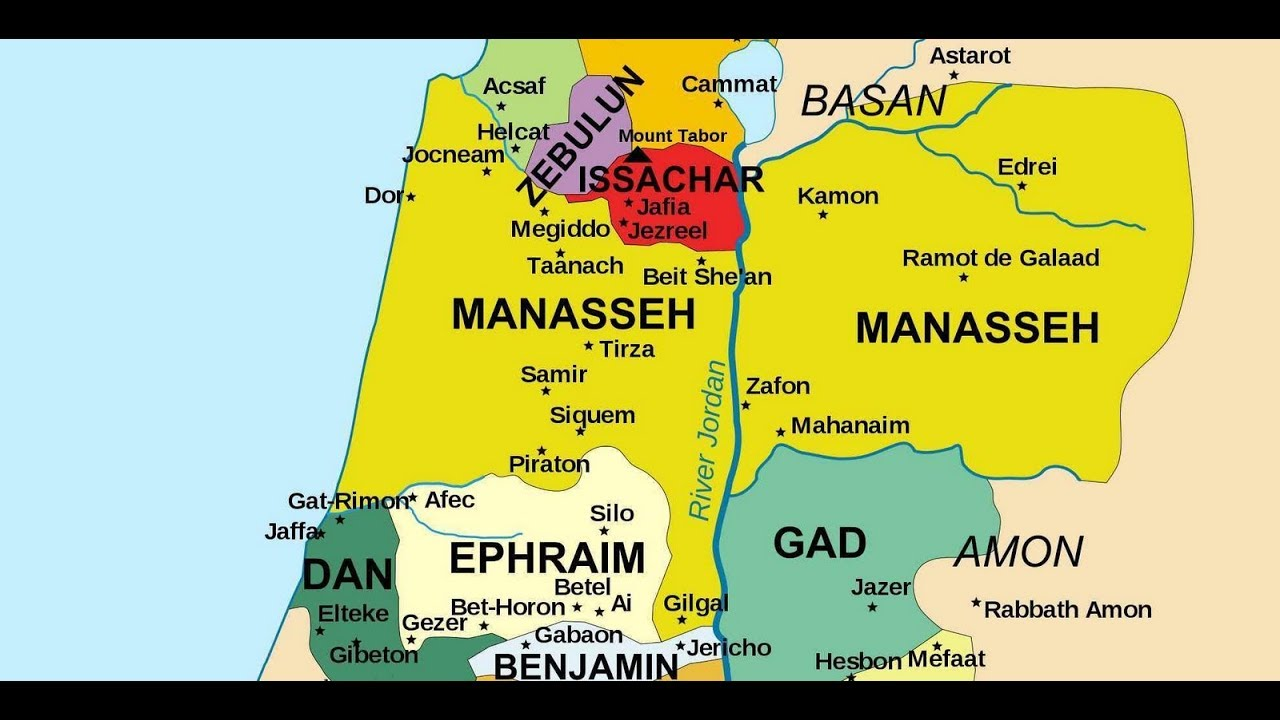 Astarot
Acsaf
Cammat
BASAN
ZEBULUN
Helcat
Mount Tabor
Jocneam
Edrei
ISSACHAR
Dor
Kamon
Jafia
Megiddo
Jezreel
Taanach
Ramot de Galaad
Beit She'an
MANASSEH
MANASSEH
Tirza
Samir
Zafon
Siquem
Mahanaim
River Jordan
Piraton
Gat-Rimon
Afec
Silo
Jaffa
GAD
AMON
EPHRAIM
DAN
Betel
Jazer
Ai
Gilgal
Bet-Horon
Rabbath Amon
Elteke
Gezer
Gabaon
Jericho
Gibeton
BENJAMIN
Hesbon
Mefaat